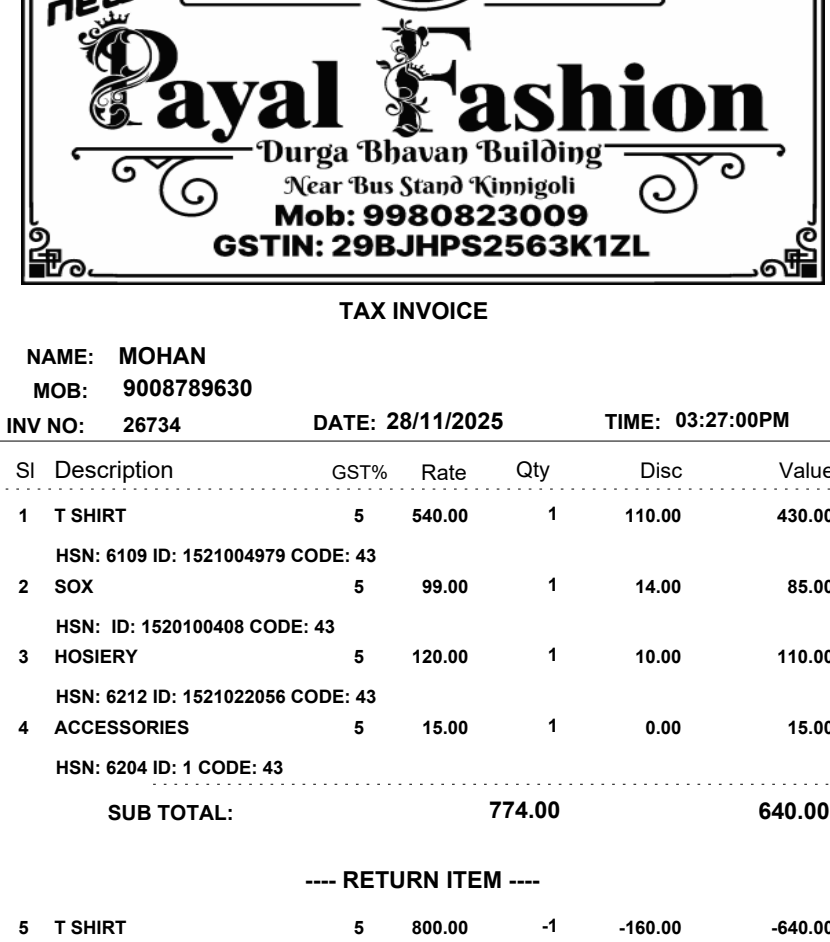 new
Payal Fashion
Durga Bhavan Building
Near Bus Stand Kinnigoli
Mob: 9980823009
GSTIN: 29BJHPS2563K1ZL
TAX INVOICE
NAME: MOHAN
MOB: 9008789630
INV NO: 26734 DATE: 28/11/2025 TIME: 03:27:00PM
Sl Description GST% Rate Qty Disc Value
1 T SHIRT 5 540.00 1 110.00 430.00
HSN: 6109 ID: 1521004979 CODE: 43
2 SOX 5 99.00 1 14.00 85.00
HSN: ID: 1520100408 CODE: 43
3 HOSIERY 5 120.00 1 10.00 110.00
HSN: 6212 ID: 1521022056 CODE: 43
4 ACCESSORIES 5 15.00 1 0.00 15.00
HSN: 6204 ID: 1 CODE: 43
SUB TOTAL: 774.00 640.00
---- RETURN ITEM ----
5 T SHIRT 5 800.00 -1 -160.00 -640.00